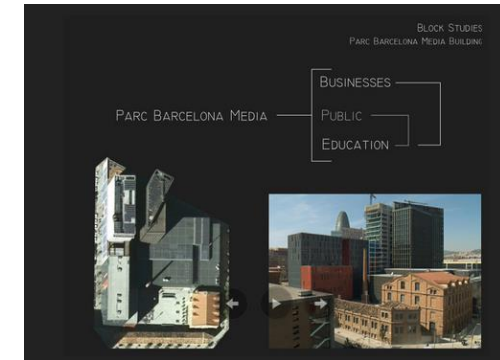 Block Studies
Parc Barcelona Media Building
Businesses
Parc Barcelona Media
Public
Education